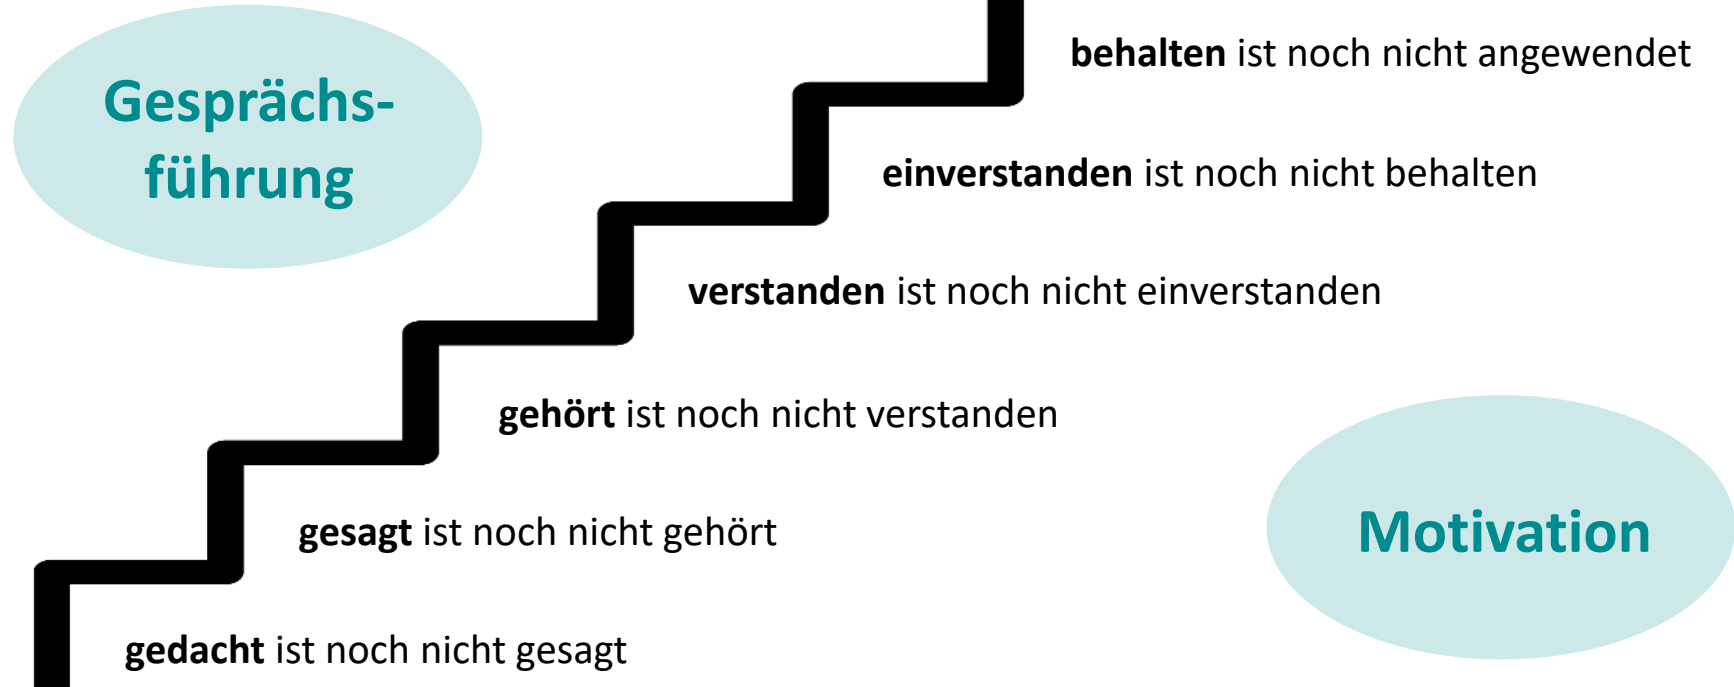 Gesprächs-
führung
behalten ist noch nicht angewendet
einverstanden ist noch nicht behalten
verstanden ist noch nicht einverstanden
gehört ist noch nicht verstanden
gesagt ist noch nicht gehört
Motivation
gedacht ist noch nicht gesagt